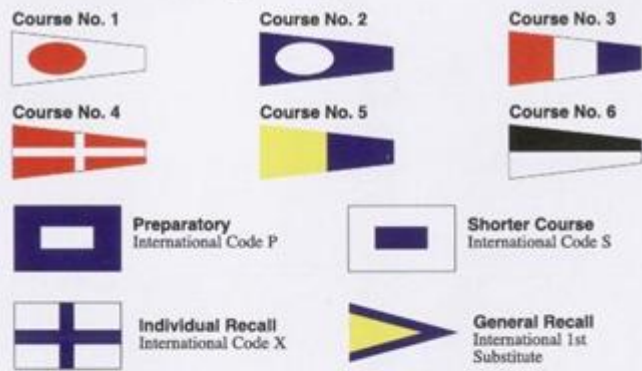 Course No. 1
Course No. 2
Course No. 3
Course No. 4
Course No. 5
Course No. 6
Preparatory
International Code P
Shorter Course
International Code S
Individual Recall
International Code X
General Recall
International 1st
Substitute